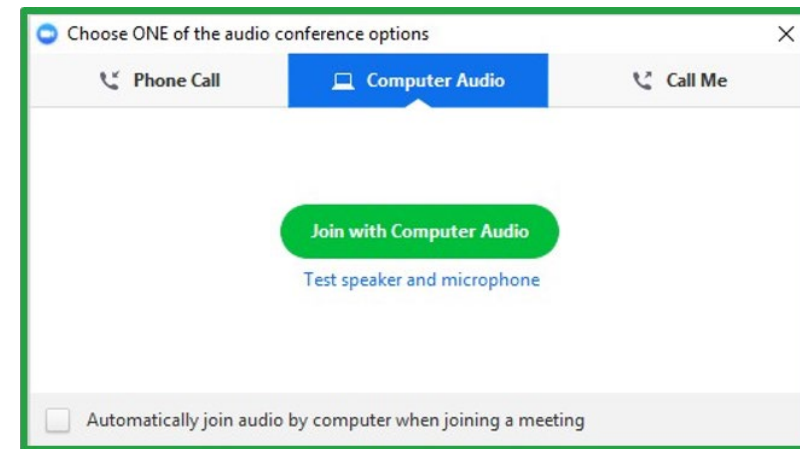 Choose ONE of the audio conference options
Phone Call
Computer Audio
Call Me
Join with Computer Audio
Test speaker and microphone
Automatically join audio by computer when joining a meeting